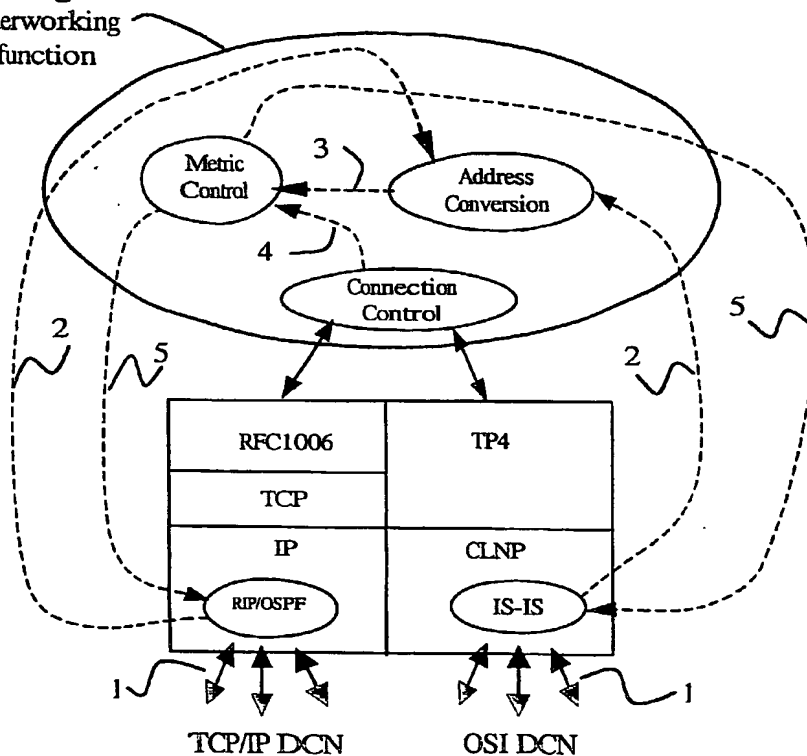 erworking
function
Metric
Control
3
Address
Conversion
4
Connection
Control
2
5
2
5
RFC1006
TP4
TCP
IP
CLNP
RIP/OSPF
IS-IS
1
1
TCP/IP DCN
OSI DCN